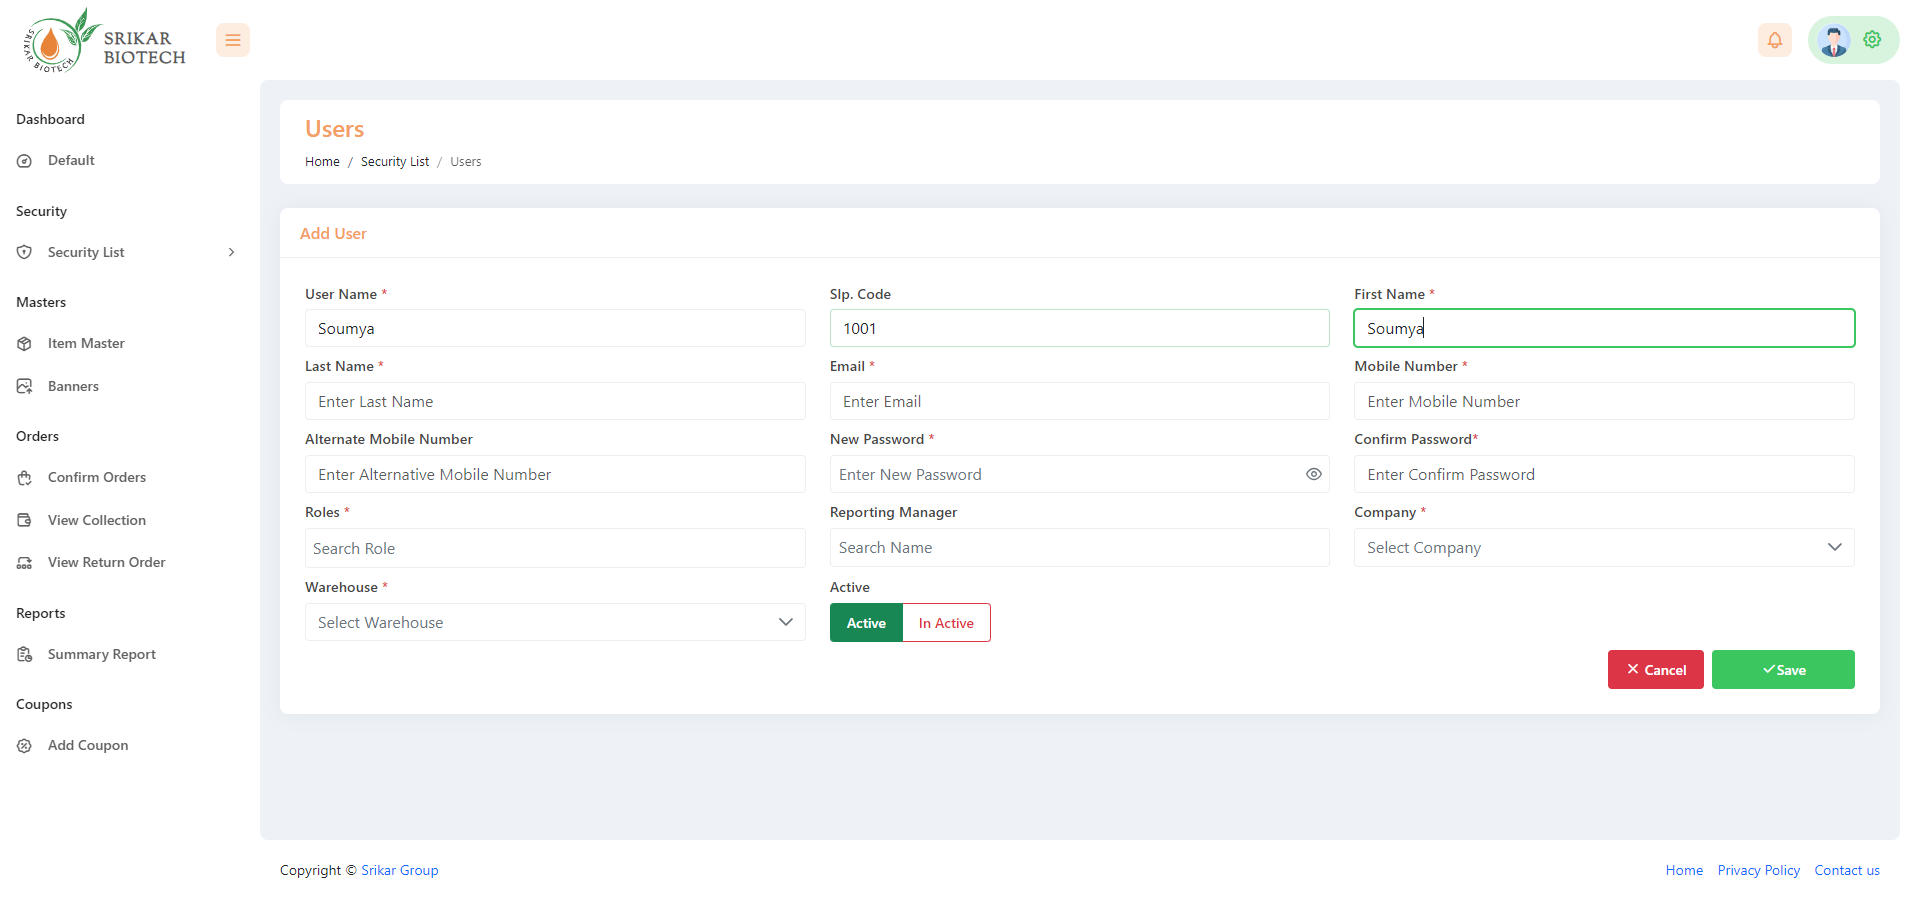 SRIKAR BIOTECH
SRIKAR
BIOTECH
Dashboard
Default
Security
Security List
Masters
Item Master
Banners
Orders
Confirm Orders
View Collection
View Return Order
Reports
Summary Report
Coupons
Add Coupon
Users
Home / Security List / Users
Add User
User Name * Slp. Code First Name *
Soumya 1001 Soumya
Last Name * Email * Mobile Number *
Enter Last Name Enter Email Enter Mobile Number
Alternate Mobile Number New Password * Confirm Password*
Enter Alternative Mobile Number Enter New Password Enter Confirm Password
Roles * Reporting Manager Company *
Search Role Search Name Select Company
Warehouse * Active
Select Warehouse Active In Active
Cancel Save
Copyright © Srikar Group Home Privacy Policy Contact us